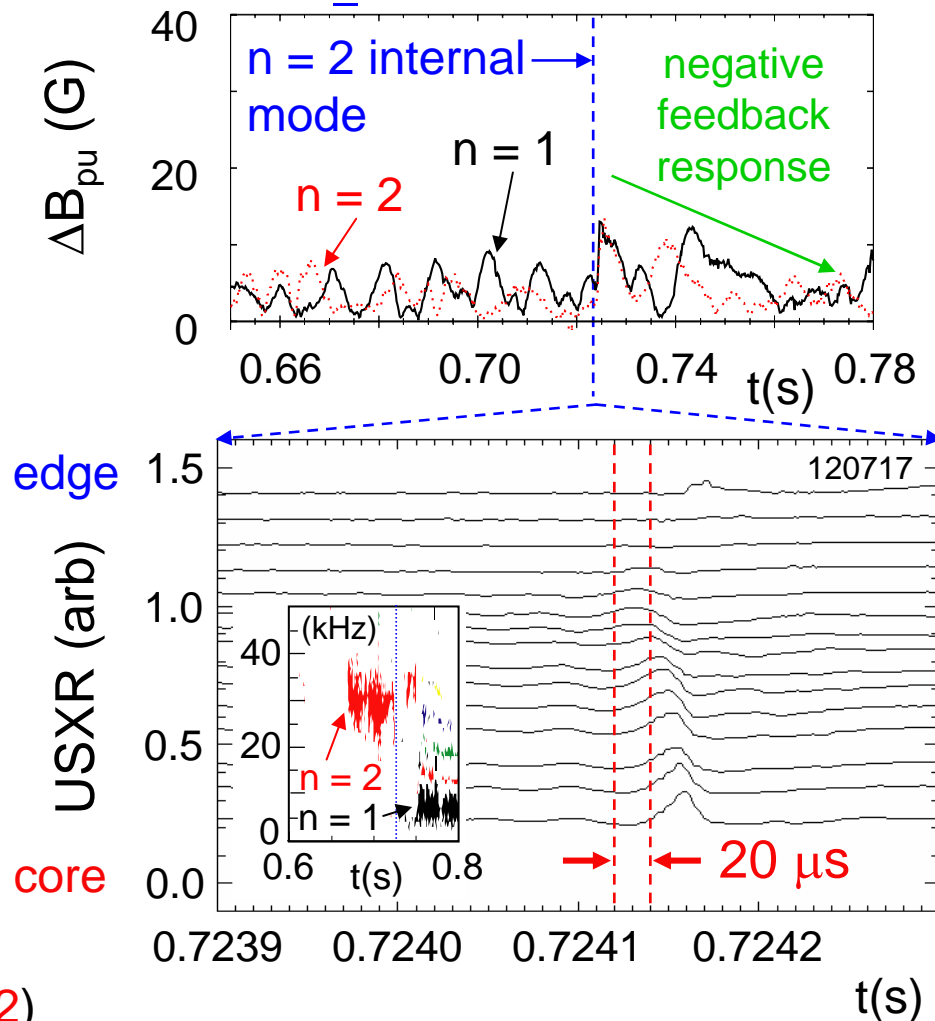 40
20
0
ΔBpu (G)
n = 2 internal
mode
n = 1
n = 2
negative
feedback
response
0.66
0.70
0.74
0.78
t(s)
edge
core
USXR (arb)
1.5
1.0
0.5
0.0
120717
(kHz)
40
20
0
n = 2
n = 1
0.6
0.8
t(s)
20 μs
0.7239
0.7240
0.7241
0.7242
t(s)
2)